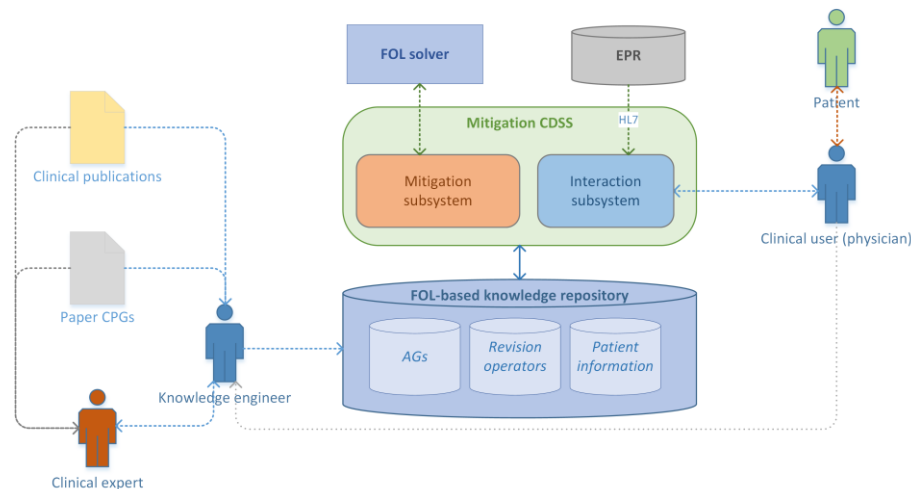 FOL solver
EPR
Patient
Mitigation CDSS
HL7
Clinical publications
Mitigation
subsystem
Interaction
subsystem
Clinical user (physician)
FOL-based knowledge repository
Paper CPGs
AGs
Revision
operators
Patient
information
Knowledge engineer
Clinical expert